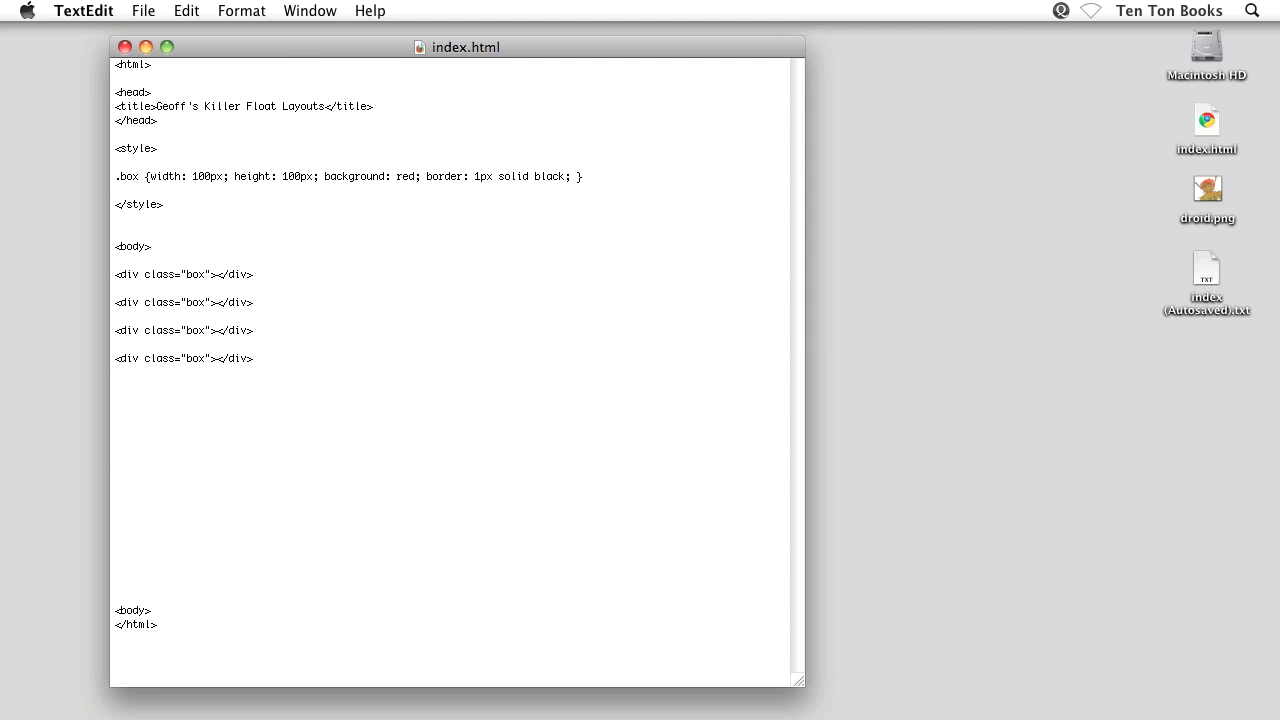 TextEdit File Edit Format Window Help Ten Ton Books
index.html
<html>
<head>
<title>Geoff's Killer Float Layouts</title>
</head>
<style>
.box {width: 100px; height: 100px; background: red; border: 1px solid black; }
</style>
<body>
<div class="box"></div>
<div class="box"></div>
<div class="box"></div>
<div class="box"></div>
<body>
</html>
Macintosh HD
index.html
droid.png
TXT
index
(Autosaved).txt